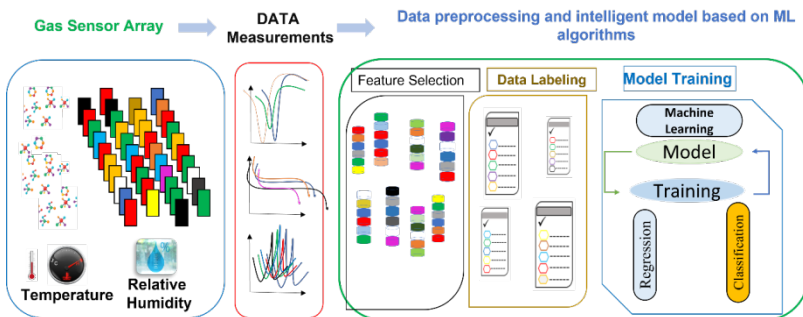 Gas Sensor Array
DATA
Measurements
Data preprocessing and intelligent model based on ML
algorithms
Temperature
Relative
Humidity
Feature Selection
Data Labeling
Model Training
Machine
Learning
Model
Training
Regression
Classification